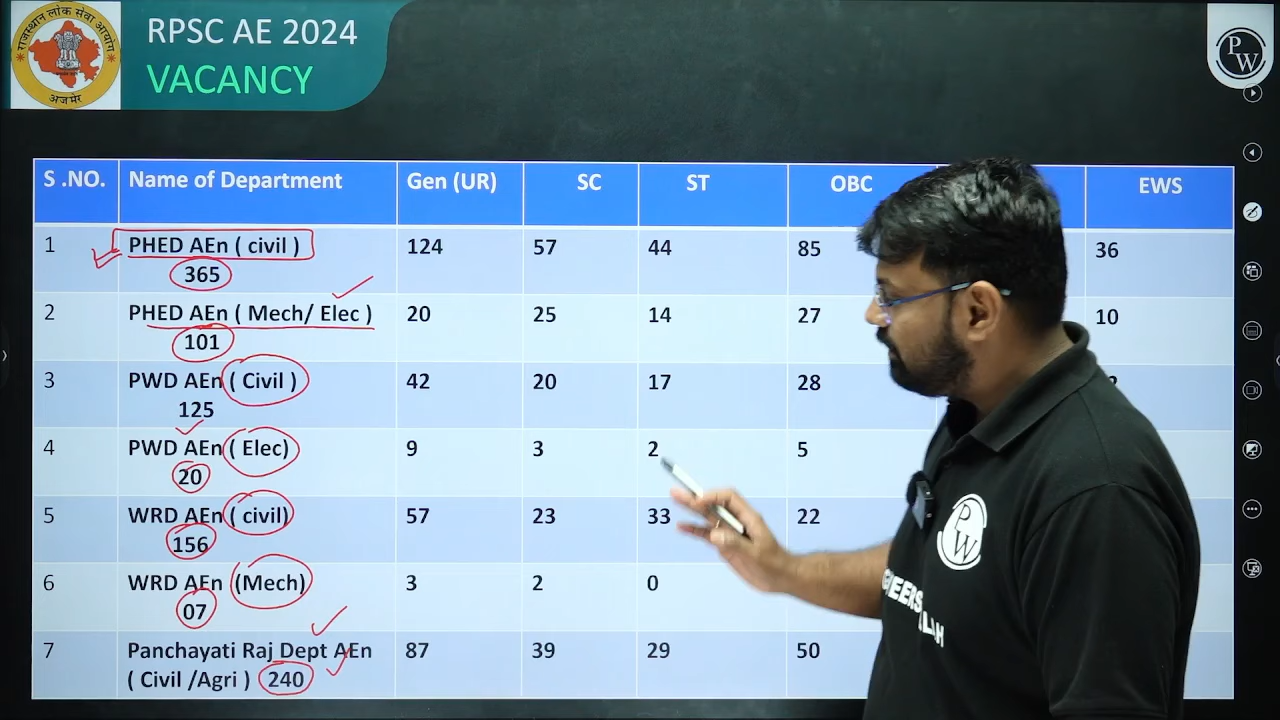 राजस्थान लोक सेवा आयोग
अजमेर
RPSC AE 2024
VACANCY
PW
S .NO. Name of Department Gen (UR) SC ST OBC EWS
1 PHED AEn ( civil ) 124 57 44 85 36
365
2 PHED AEn ( Mech/ Elec ) 20 25 14 27 10
101
3 PWD AEn ( Civil ) 42 20 17 28
125
4 PWD AEn ( Elec) 9 3 2 5
20
5 WRD AEn ( civil) 57 23 33 22
156
6 WRD AEn (Mech) 3 2 0
07
7 Panchayati Raj Dept AEn 87 39 29 50
( Civil /Agri ) 240
PW